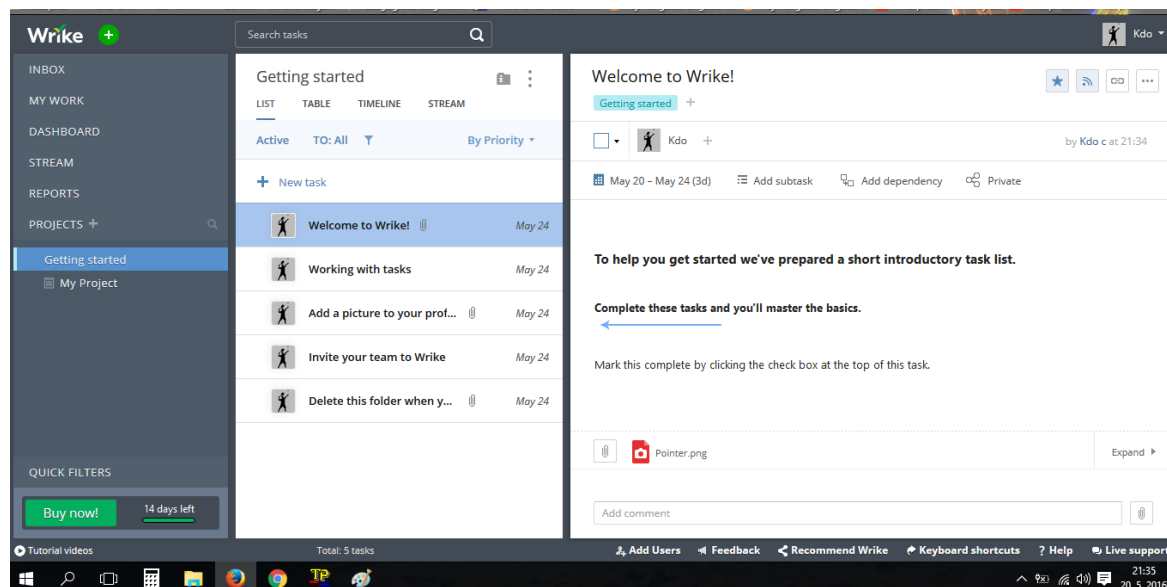 Wrike
Search tasks
Kdo
INBOX
MY WORK
DASHBOARD
STREAM
REPORTS
PROJECTS +
Getting started
My Project
QUICK FILTERS
Buy now! 14 days left
Getting started
LIST TABLE TIMELINE STREAM
Active TO: All By Priority
+ New task
Welcome to Wrike! May 24
Working with tasks May 24
Add a picture to your prof... May 24
Invite your team to Wrike May 24
Delete this folder when y... May 24
Welcome to Wrike!
Getting started +
Kdo + by Kdo c at 21:34
May 20 – May 24 (3d) Add subtask Add dependency Private
To help you get started we've prepared a short introductory task list.
Complete these tasks and you'll master the basics.
Mark this complete by clicking the check box at the top of this task.
Pointer.png Expand
Add comment
Tutorial videos Total: 5 tasks Add Users Feedback Recommend Wrike Keyboard shortcuts ? Help Live support
TP 21:35
20. 5. 2016